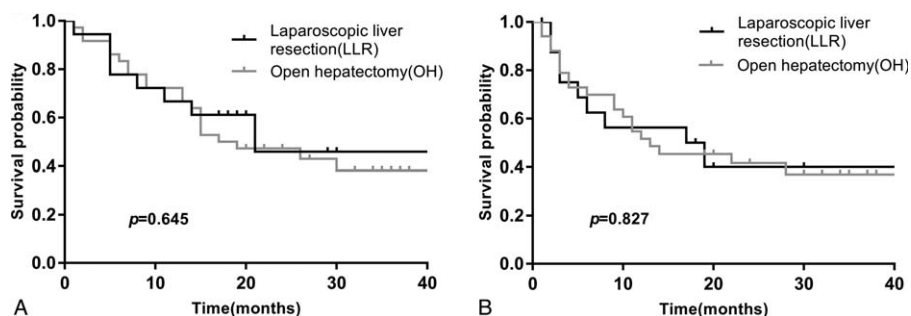 Laparoscopic liver
resection(LLR)
Open hepatectomy(OH)
Survival probability
1.0
0.8
0.6
0.4
0.2
0.0
p=0.645
0
10
20
30
40
Time(months)
A
Laparoscopic liver
resection(LLR)
Open hepatectomy(OH)
Survival probability
1.0
0.8
0.6
0.4
0.2
0.0
p=0.827
0
10
20
30
40
Time(months)
B